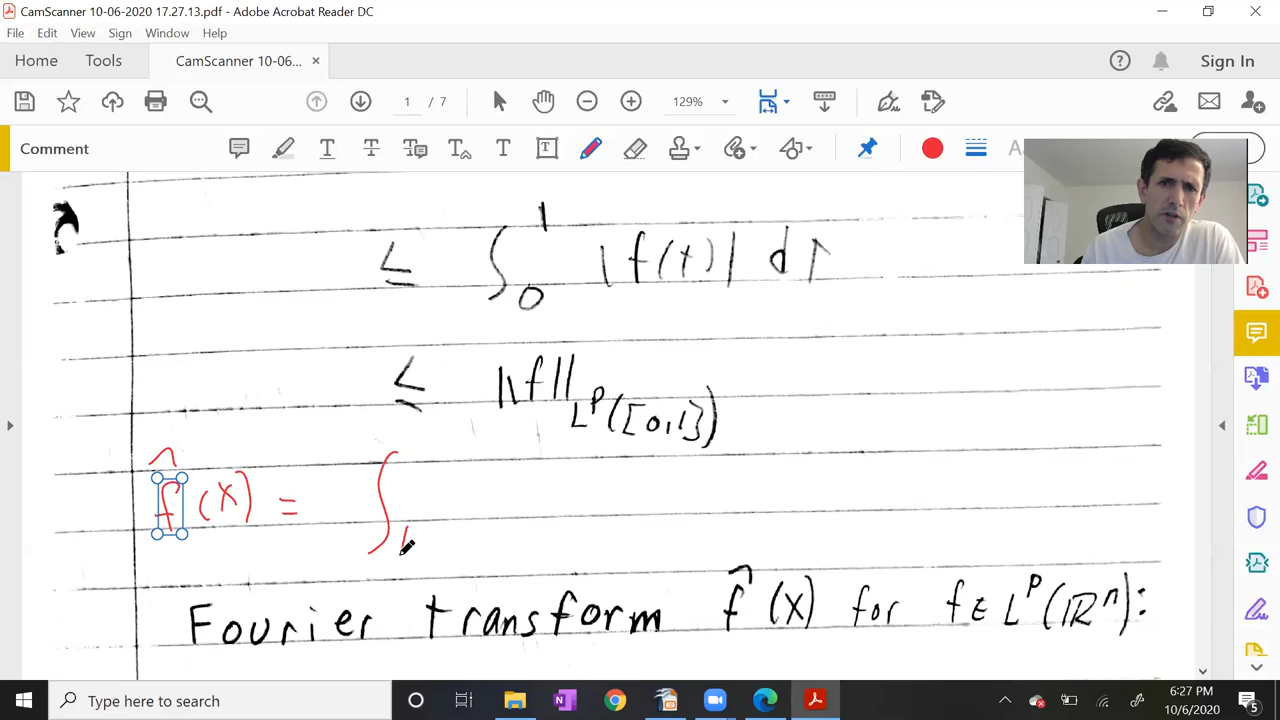 CamScanner 10-06-2020 17.27.13.pdf - Adobe Acrobat Reader DC
File Edit View Sign Window Help
Home Tools CamScanner 10-06... × Sign In
1 / 7 129%
Comment
≤ ∫₀¹ |f(t)| dt
≤ ||f||_{L^p([0,1])}
f̂(x) = ∫
Fourier transform f̂(x) for f∈L^p(ℝ^n):
Type here to search
6:27 PM
10/6/2020
5